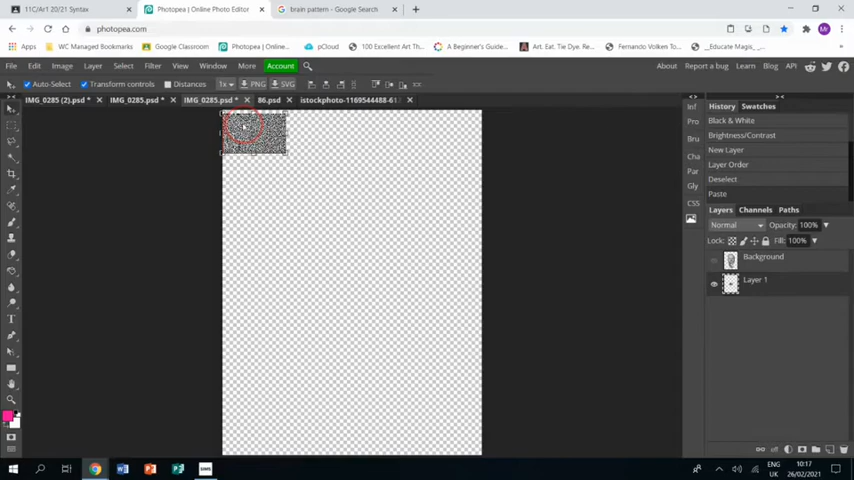 11C/Art 20/21 Syntax
Photopea | Online Photo Editor
brain pattern - Google Search
photopea.com
Apps
WC Managed Bookmarks
Google Classroom
Photopea | Online...
pCloud
100 Excellent Art Th...
A Beginner's Guide...
Art. Eat. Tie Dye. Re...
Fernando Volken To...
__Educate Magis_...
File Edit Image Layer Select Filter View More Account
About Report a bug Learn Blog API
Auto-Select Transform controls Distances 1x PNG SVG
IMG_0285 (2).psd * IMG_0285.psd * IMG_0285.psd * 86.psd istockphoto-1169544488-61
Inf
Pro
Bru
Cha
Par
Gly
CSS
History Swatches
Black & White
Brightness/Contrast
New Layer
Layer Order
Deselect
Paste
Layers Channels Paths
Normal Opacity: 100%
Lock: Fill: 100%
Background
Layer 1
ENG
UK
10:17
26/02/2021